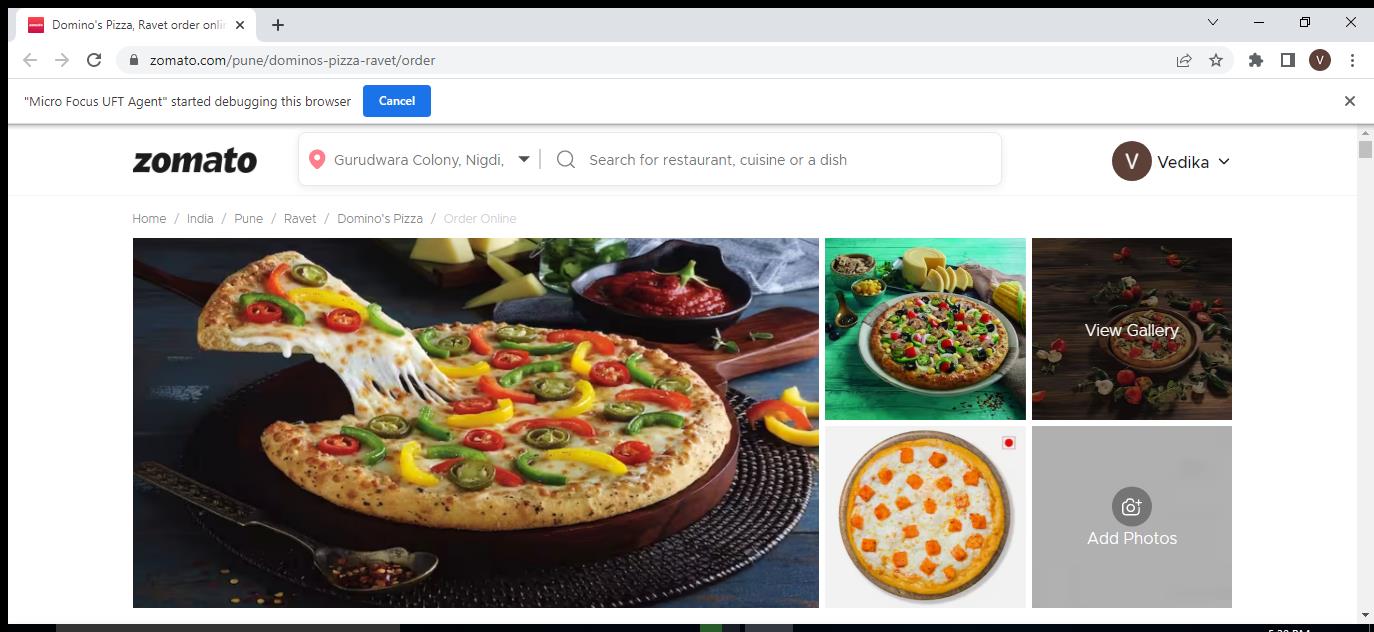 Domino's Pizza, Ravet order onlin
zomato.com/pune/dominos-pizza-ravet/order
V
"Micro Focus UFT Agent" started debugging this browser
Cancel
zomato
Gurudwara Colony, Nigdi,
Search for restaurant, cuisine or a dish
V
Vedika
Home / India / Pune / Ravet / Domino's Pizza / Order Online
View Gallery
Add Photos